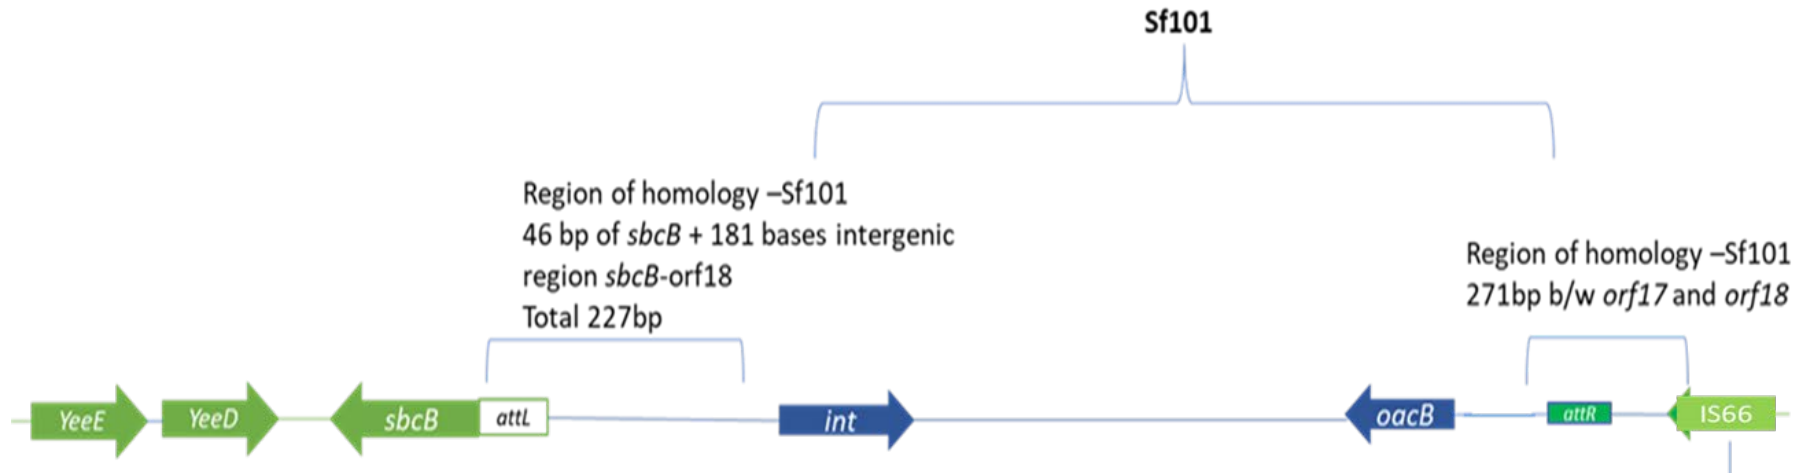 Sf101
Region of homology –Sf101
46 bp of sbcB + 181 bases intergenic
region sbcB-orf18
Total 227bp
Region of homology –Sf101
271bp b/w orf17 and orf18
YeeE YeeD sbcB attL int oacB attR IS66